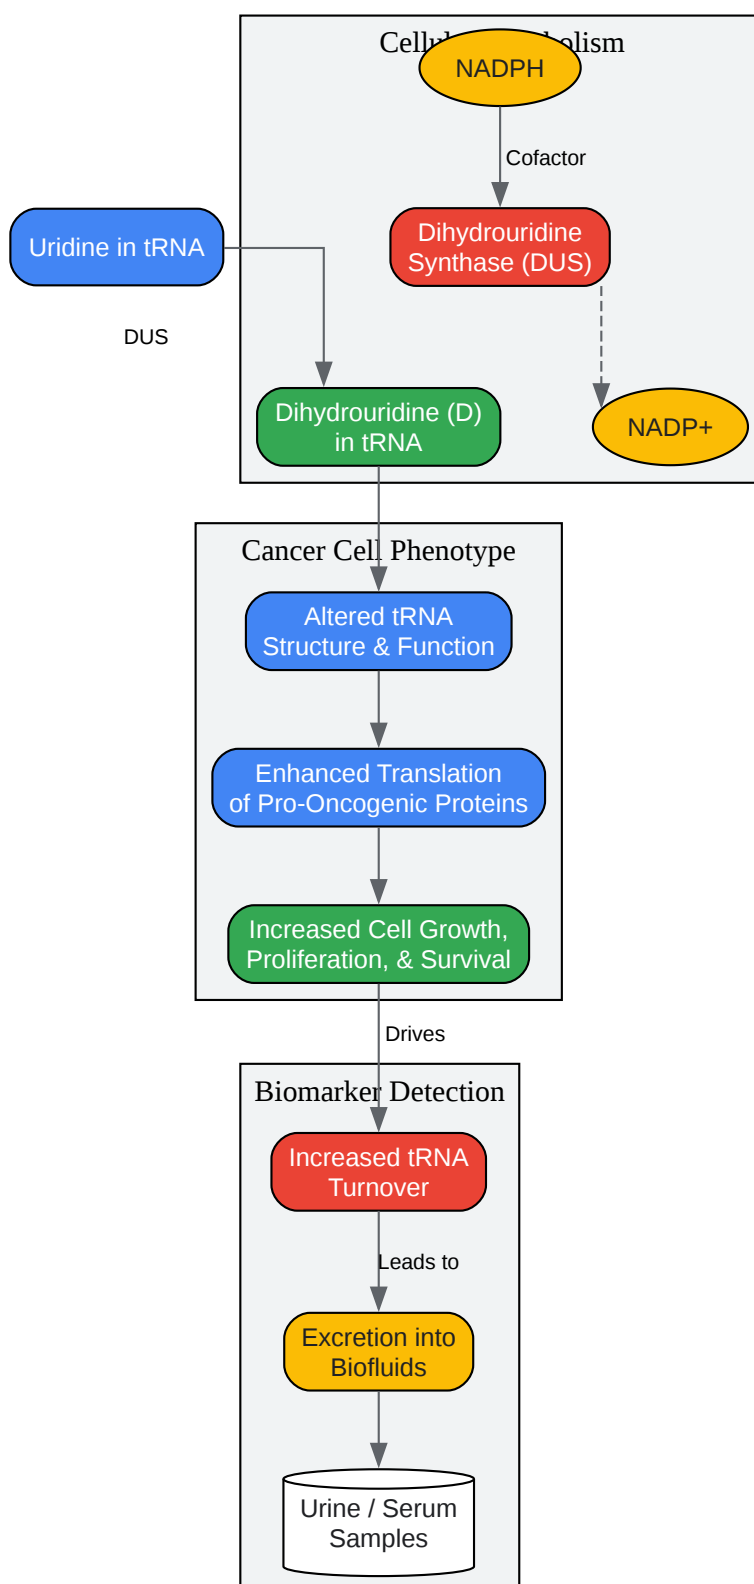 Cellular Metabolism
NADPH
Cofactor
Uridine in tRNA
Dihydrouridine
Synthase (DUS)
DUS
Dihydrouridine (D)
in tRNA
NADP+
Cancer Cell Phenotype
Altered tRNA
Structure & Function
Enhanced Translation
of Pro-Oncogenic Proteins
Increased Cell Growth,
Proliferation, & Survival
Drives
Biomarker Detection
Increased tRNA
Turnover
Leads to
Excretion into
Biofluids
Urine / Serum
Samples